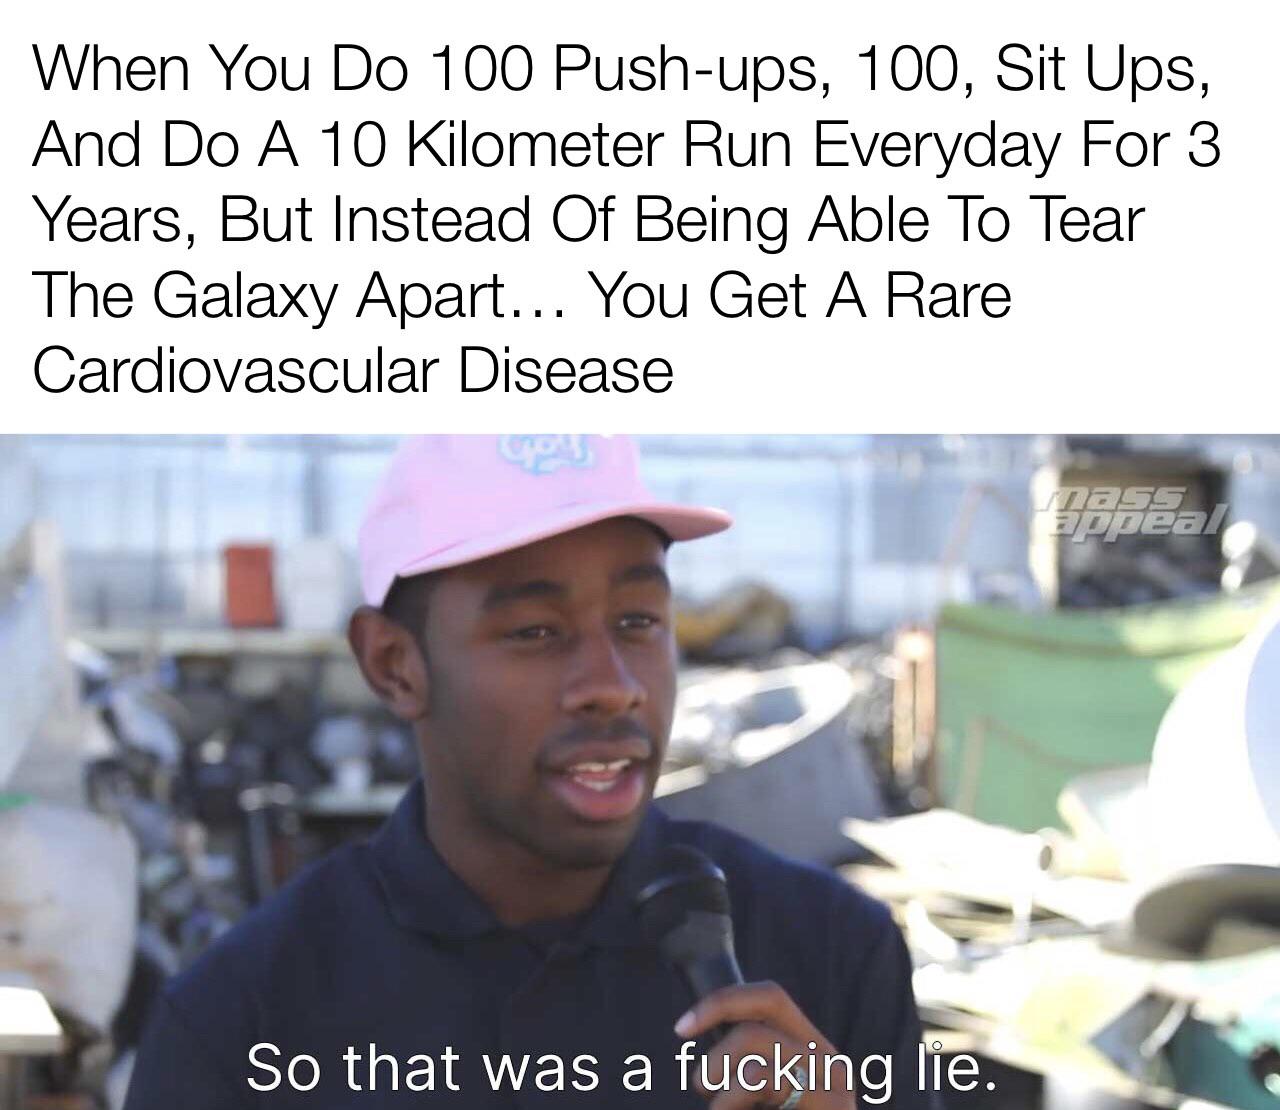 When You Do 100 Push-ups, 100, Sit Ups,
And Do A 10 Kilometer Run Everyday For 3
Years, But Instead Of Being Able To Tear
The Galaxy Apart... You Get A Rare
Cardiovascular Disease
Golf
mass
appeal
So that was a fucking lie.